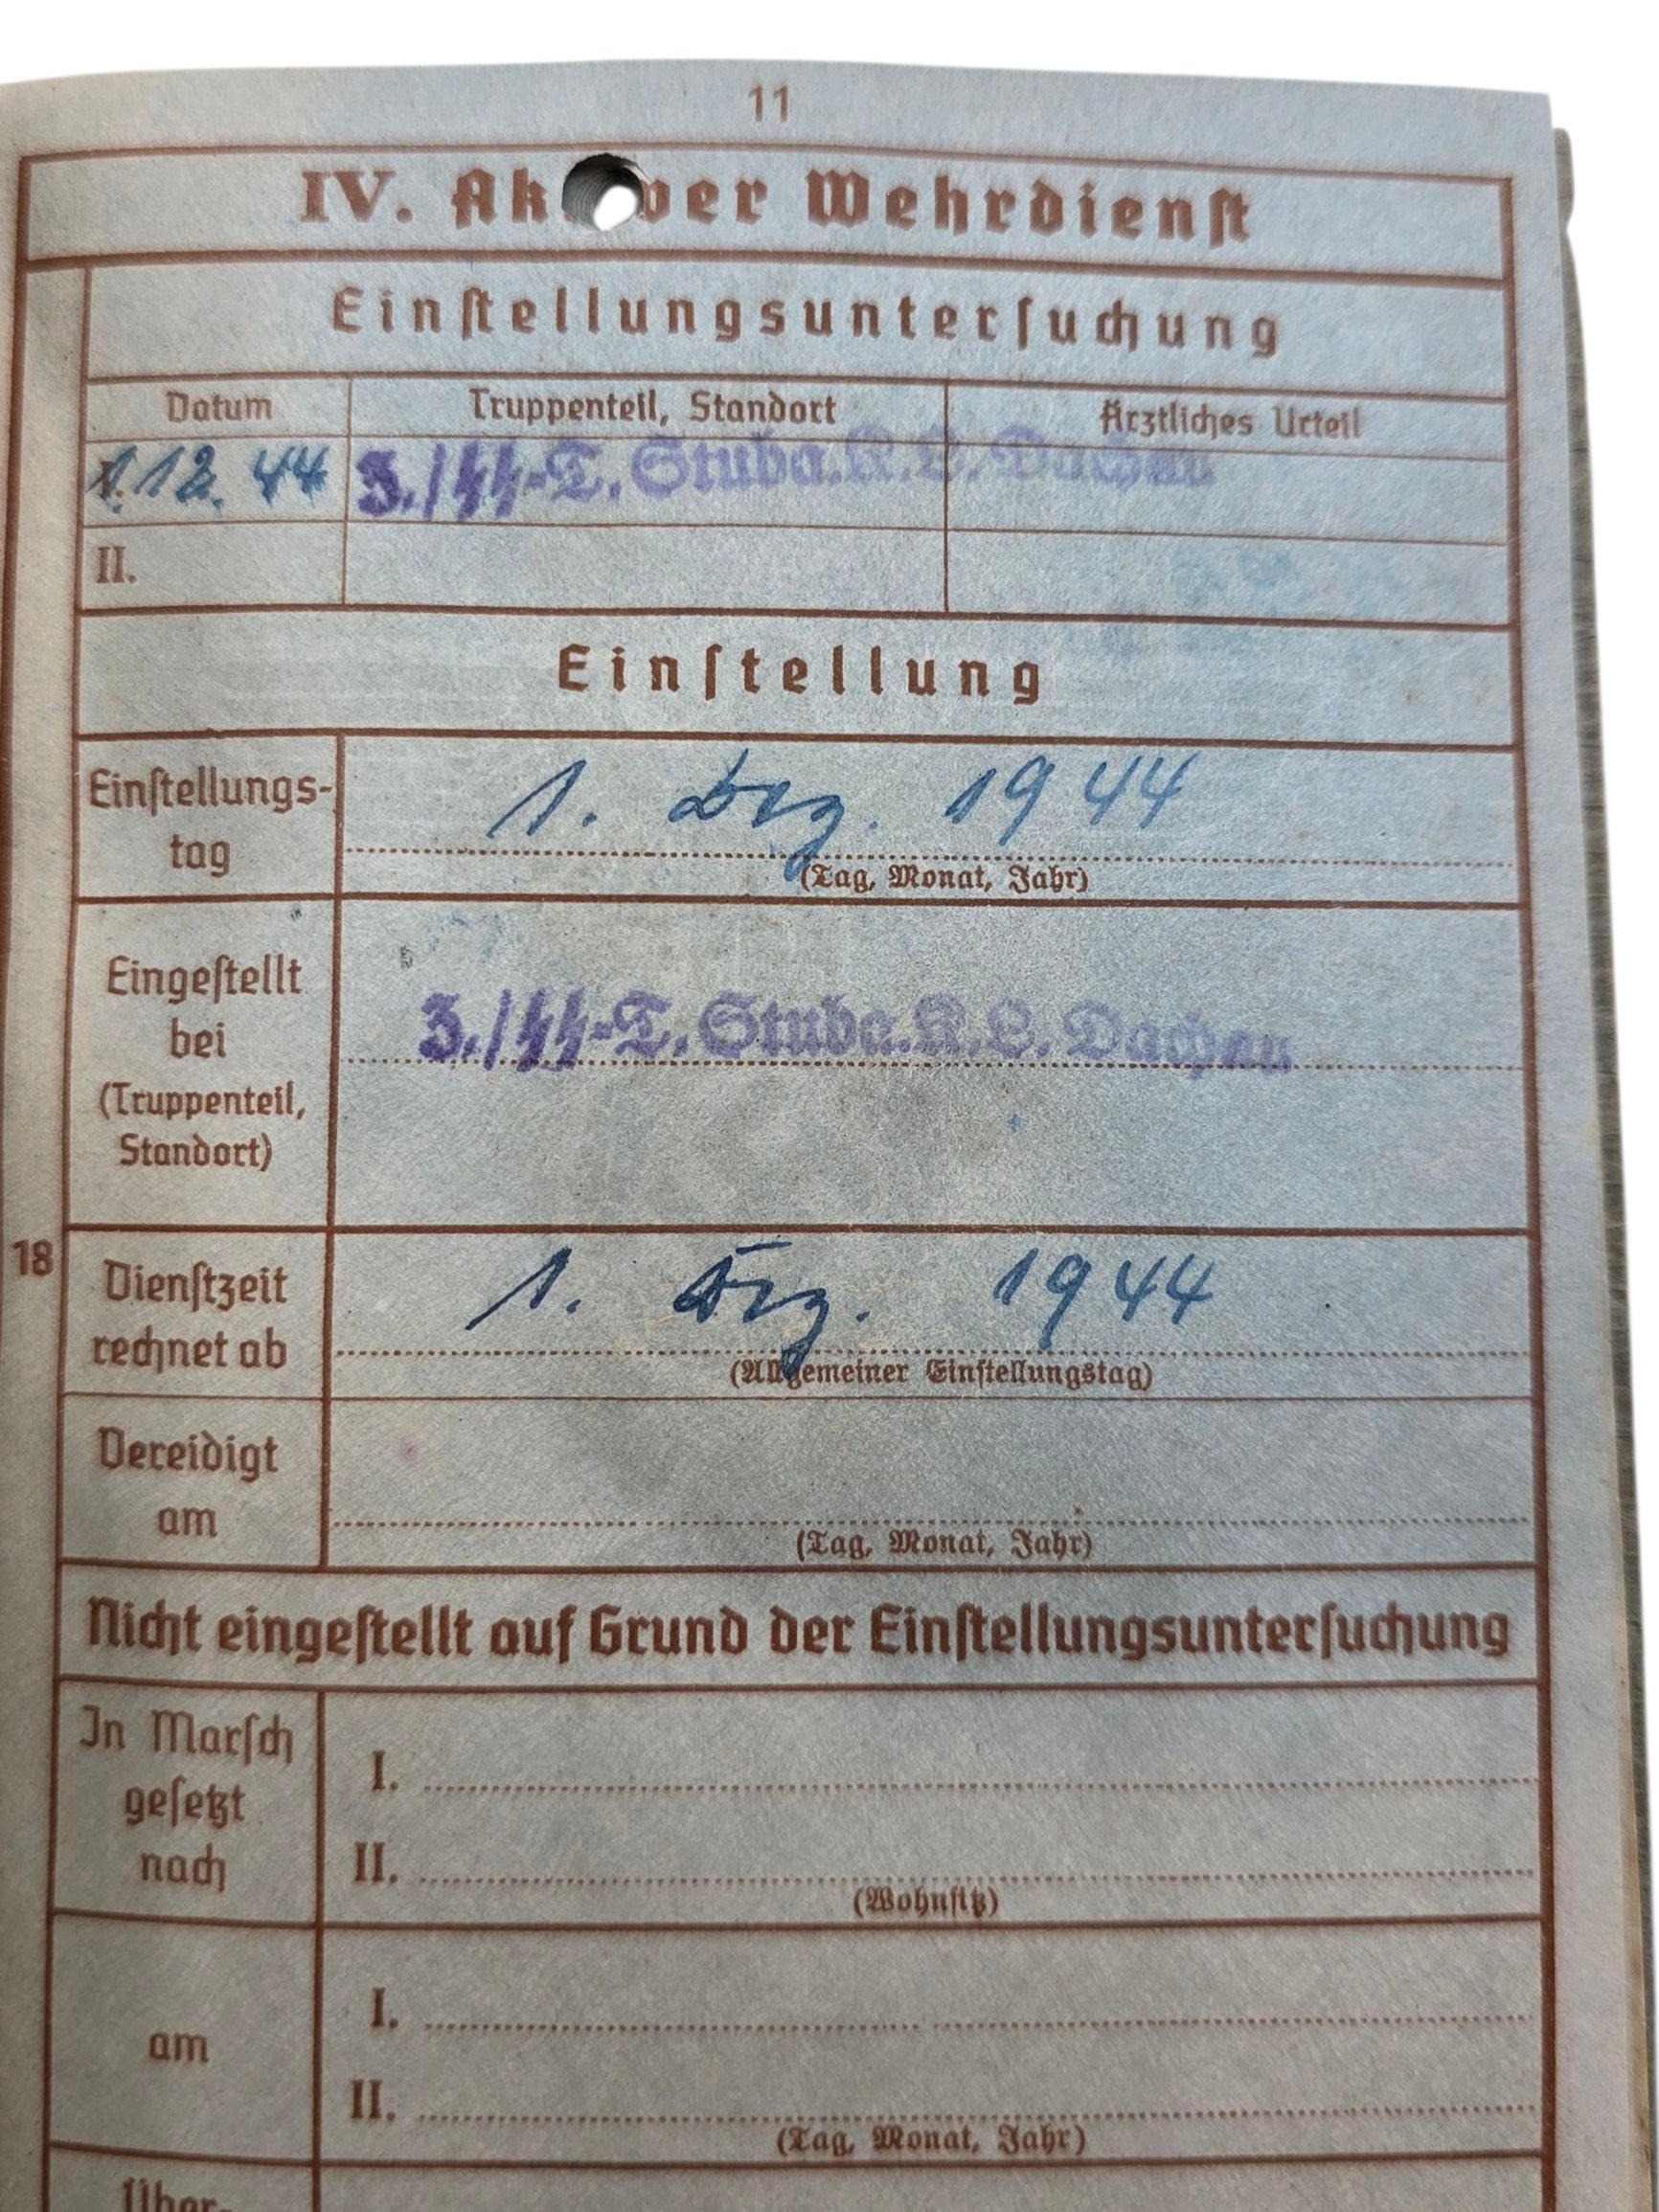 11
IV. Aktiver Wehrdienst
Einstellungsuntersuchung
Datum Truppenteil, Standort Ärztliches Urteil
1.12.44 3./SS-T. Stuba.K.L. Dachau
II.
Einstellung
Einstellungs-
tag
1. Dez. 1944
(Tag, Monat, Jahr)
Eingestellt
bei
(Truppenteil,
Standort)
3./SS-T. Stuba.K.L. Dachau
18
Dienstzeit
rechnet ab
1. Dez. 1944
(Allgemeiner Einstellungstag)
Vereidigt
am
(Tag, Monat, Jahr)
Nicht eingestellt auf Grund der Einstellungsuntersuchung
In Marsch
gesetzt
nach
I.
II.
(Wohnsitz)
am
I.
II.
(Tag, Monat, Jahr)
Über-